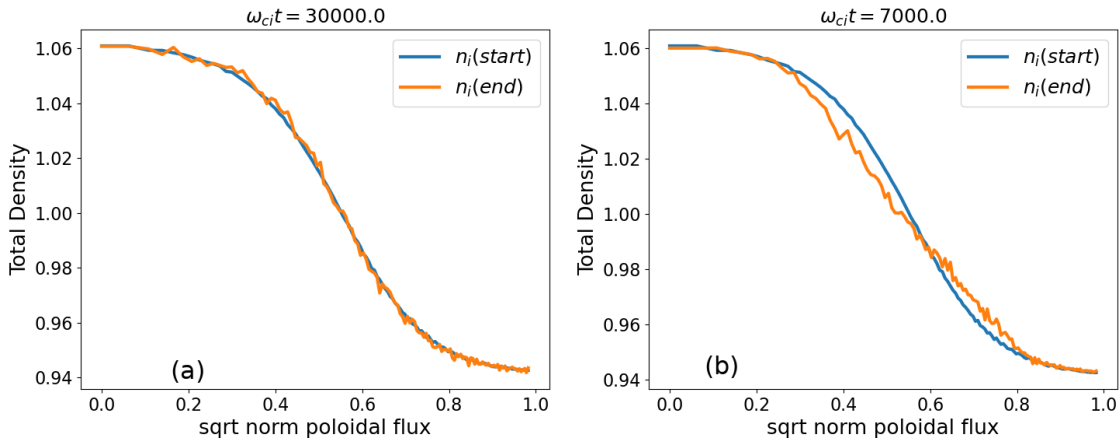 ω_{ci}t = 30000.0
Total Density
1.06
1.04
1.02
1.00
0.98
0.96
0.94
n_i(start)
n_i(end)
(a)
0.0 0.2 0.4 0.6 0.8 1.0
sqrt norm poloidal flux
ω_{ci}t = 7000.0
Total Density
1.06
1.04
1.02
1.00
0.98
0.96
0.94
n_i(start)
n_i(end)
(b)
0.0 0.2 0.4 0.6 0.8 1.0
sqrt norm poloidal flux